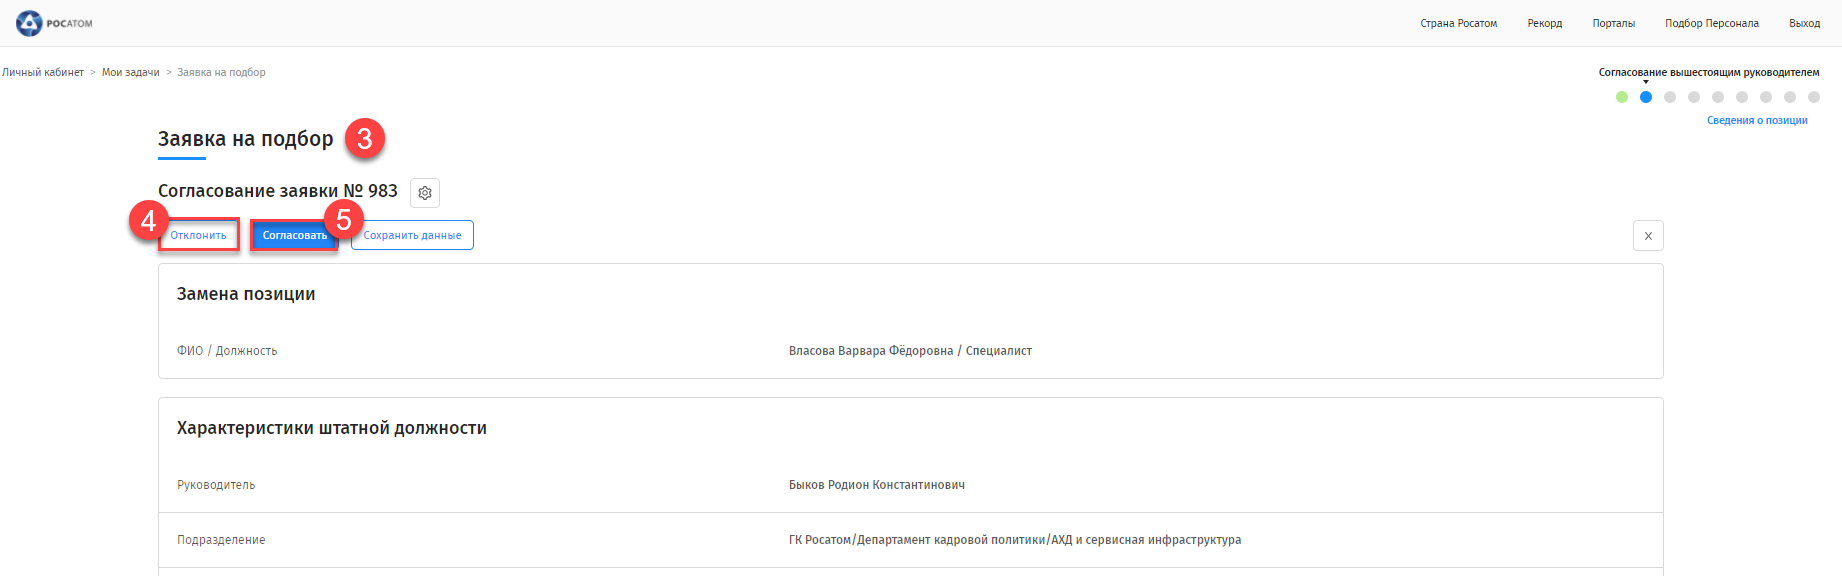 РОСАТОМ
Страна Росатом Рекорд Порталы Подбор Персонала Выход
Личный кабинет > Мои задачи > Заявка на подбор
Согласование вышестоящим руководителем
Сведения о позиции
Заявка на подбор 3
Согласование заявки № 983
4 Отклонить Согласовать 5 Сохранить данные X
Замена позиции
ФИО / Должность Власова Варвара Фёдоровна / Специалист
Характеристики штатной должности
Руководитель Быков Родион Константинович
Подразделение ГК Росатом/Департамент кадровой политики/АХД и сервисная инфраструктура